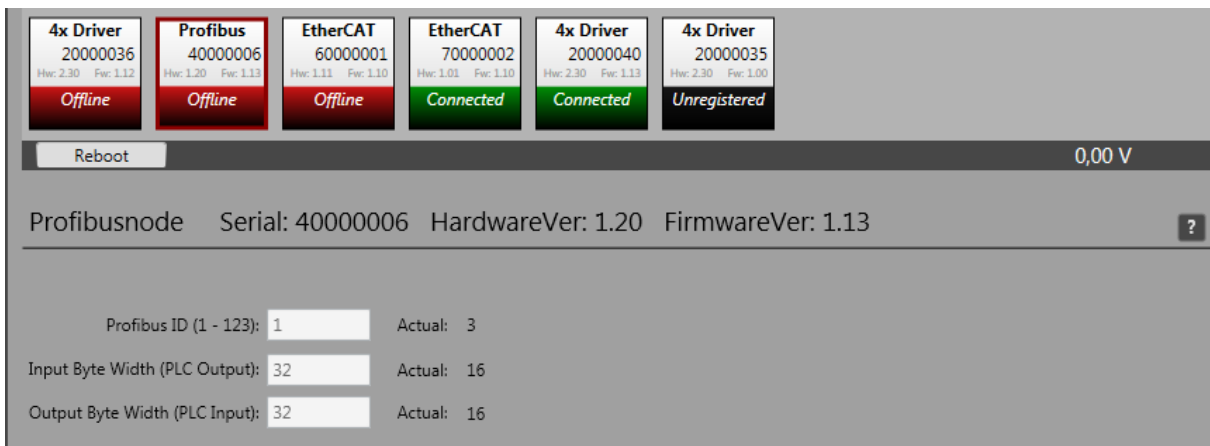 4x Driver
20000036
Hw: 2.30 Fw: 1.12
Offline
Profibus
40000006
Hw: 1.20 Fw: 1.13
Offline
EtherCAT
60000001
Hw: 1.11 Fw: 1.10
Offline
EtherCAT
70000002
Hw: 1.01 Fw: 1.10
Connected
4x Driver
20000040
Hw: 2.30 Fw: 1.13
Connected
4x Driver
20000035
Hw: 2.30 Fw: 1.00
Unregistered
Reboot 0,00 V
Profibusnode Serial: 40000006 HardwareVer: 1.20 FirmwareVer: 1.13 ?
Profibus ID (1 - 123): 1 Actual: 3
Input Byte Width (PLC Output): 32 Actual: 16
Output Byte Width (PLC Input): 32 Actual: 16